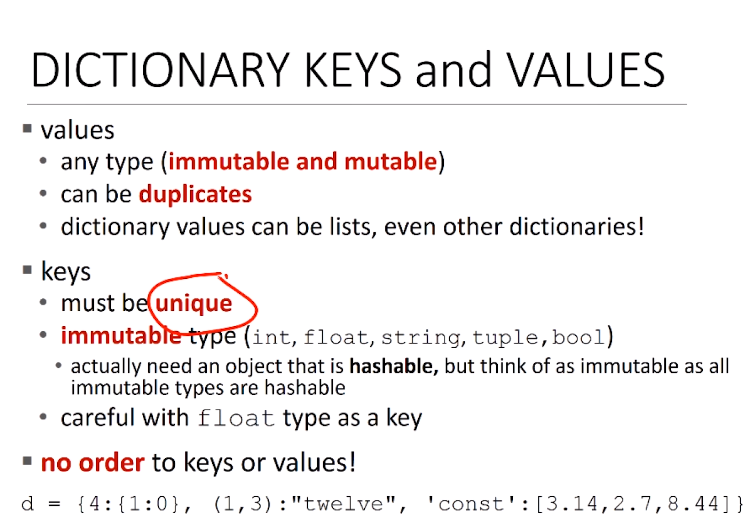 DICTIONARY KEYS and VALUES
values
any type (immutable and mutable)
can be duplicates
dictionary values can be lists, even other dictionaries!
keys
must be unique
immutable type (int, float, string, tuple, bool)
actually need an object that is hashable, but think of as immutable as all
immutable types are hashable
careful with float type as a key
no order to keys or values!
d = {4:{1:0}, (1,3):"twelve", 'const':[3.14,2.7,8.44]}